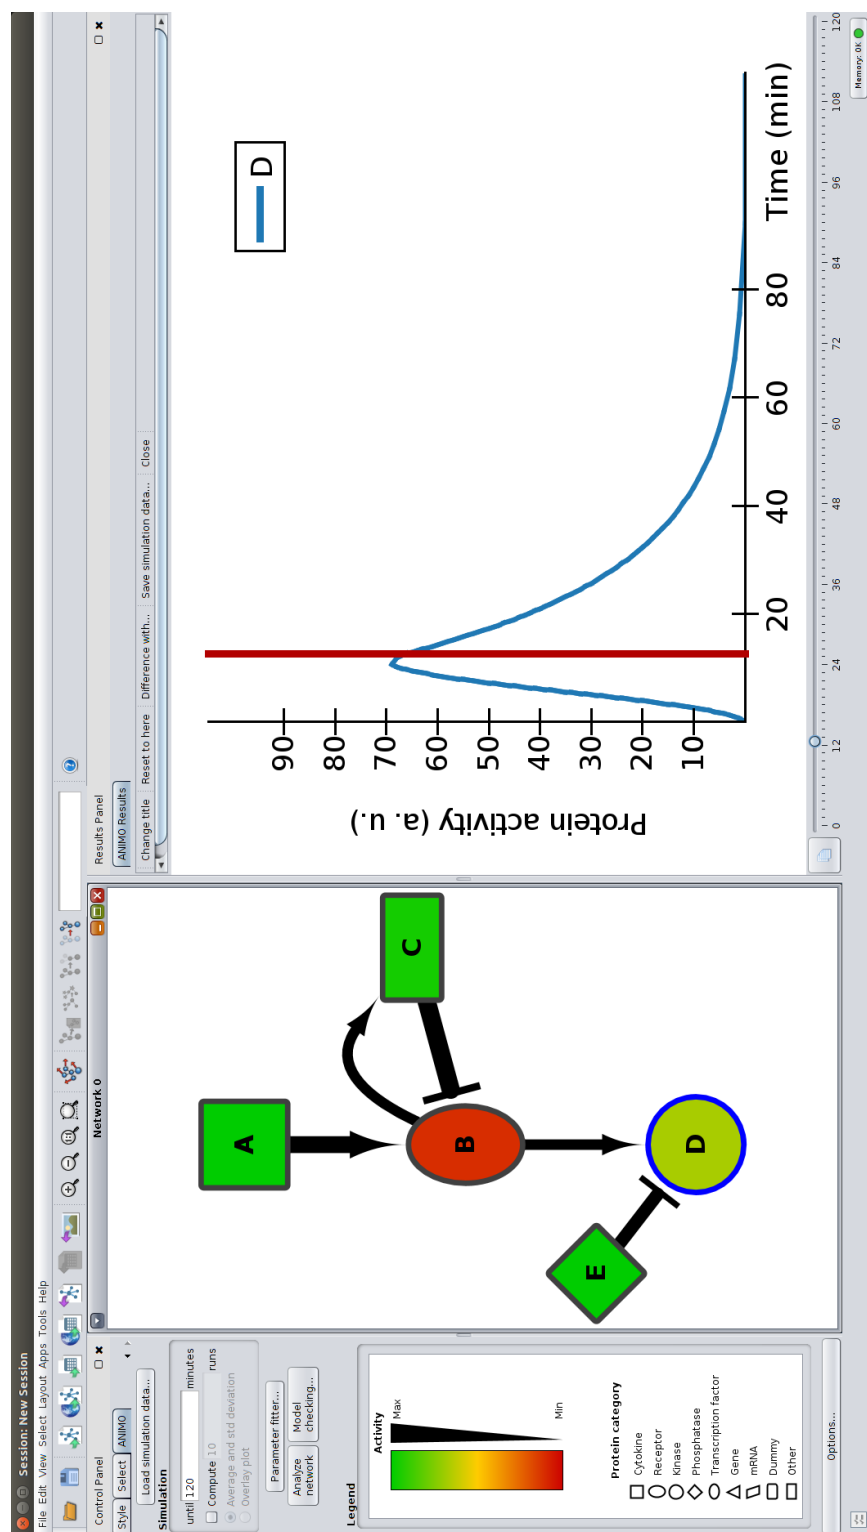 Session: New Session
File Edit View Select Layout Apps Tools Help
Control Panel
Style Select ANIMO
Load simulation data...
Simulation
until 120 minutes
Compute 10 runs
Average and std deviation
Overlay plot
Parameter fitter...
Analyze network
Model checking...
Legend
Activity
Max
Min
Protein category
Cytokine
Receptor
Kinase
Phosphatase
Transcription factor
Gene
mRNA
Dummy
Other
Options...
Network 0
A
B
C
D
E
Results Panel
ANIMO Results
Change title Reset to here Difference with... Save simulation data... Close
Protein activity (a. u.)
90
80
70
60
50
40
30
20
10
D
20 40 60 80 Time (min)
0 12 24 36 48 60 72 84 96 108 120
Memory: OK